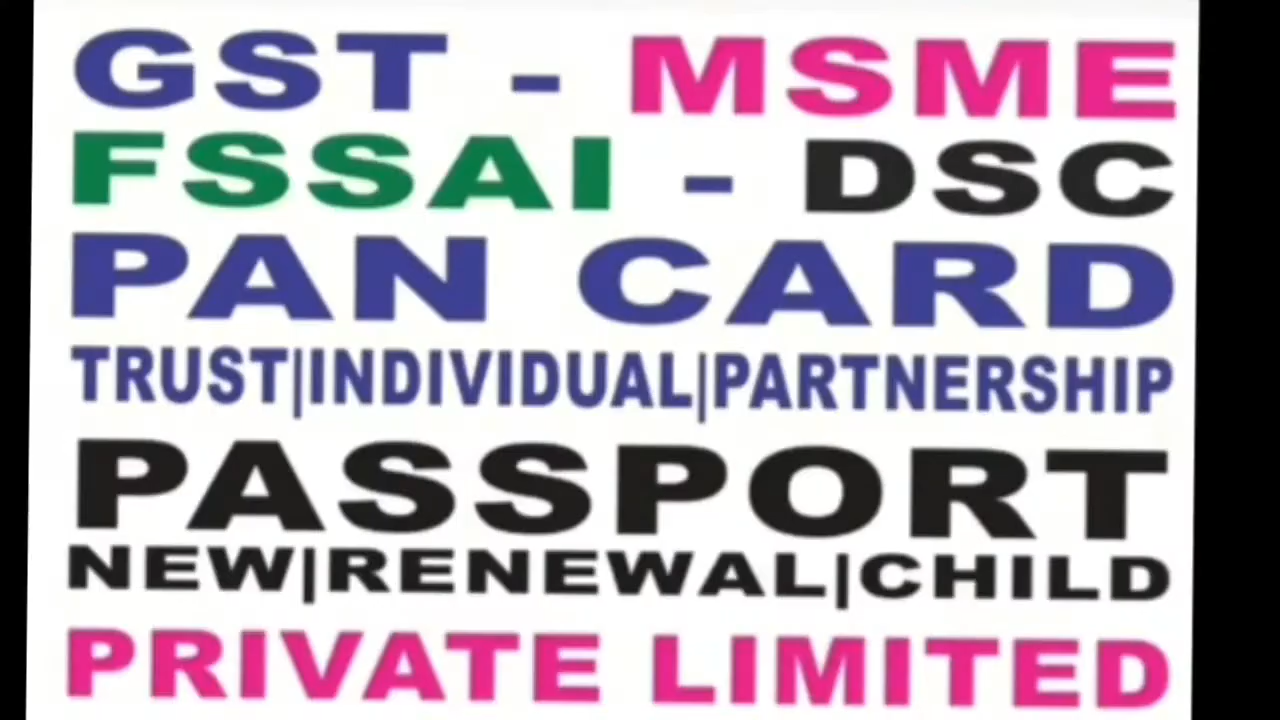 GST - MSME
FSSAI - DSC
PAN CARD
TRUST|INDIVIDUAL|PARTNERSHIP
PASSPORT
NEW|RENEWAL|CHILD
PRIVATE LIMITED